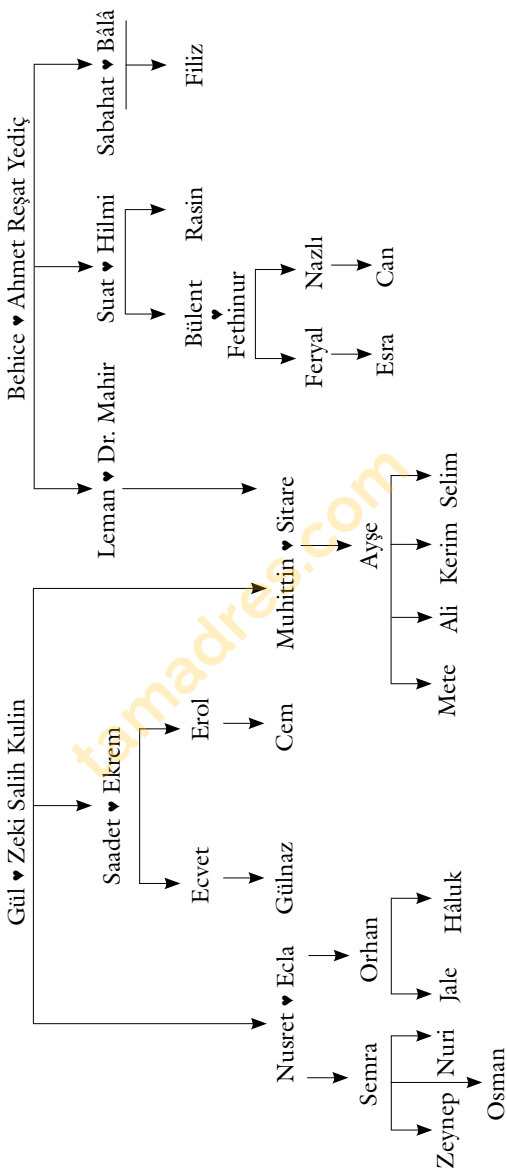 Gül ♥ Zeki Salih Kulin
Behice ♥ Ahmet Reşat Yediç
Saadet ♥ Ekrem
Leman ♥ Dr. Mahir
Suat ♥ Hilmi
Sabahat ♥ Bâlâ
Ecvet
Erol
Bülent
Rasin
Filiz
♥
Fethinur
Gülnaz
Cem
Nusret ♥ Ecla
Muhittin ♥ Sitare
Feryal
Nazlı
Semra
Orhan
Ayşe
Esra
Can
Zeynep
Nuri
Jale
Hâluk
Mete
Ali
Kerim
Selim
Osman
tamadres.com